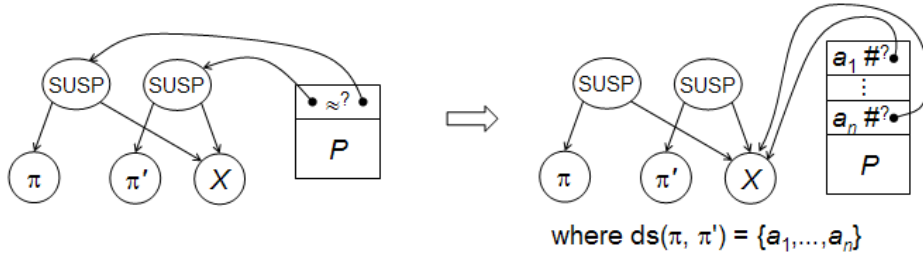 SUSP SUSP ≈? SUSP SUSP a₁ #?
⋮
aₙ #?
P P
π π′ X π π′ X
where ds(π, π′) = {a₁,...,aₙ}